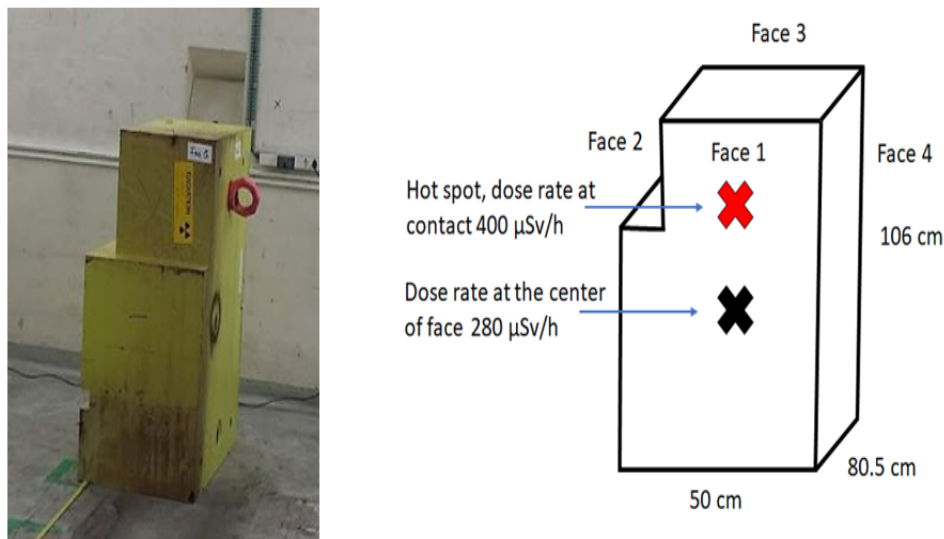 Face 3
Face 2
Face 1
Face 4
Hot spot, dose rate at
contact 400 µSv/h
106 cm
Dose rate at the center
of face 280 µSv/h
80.5 cm
50 cm